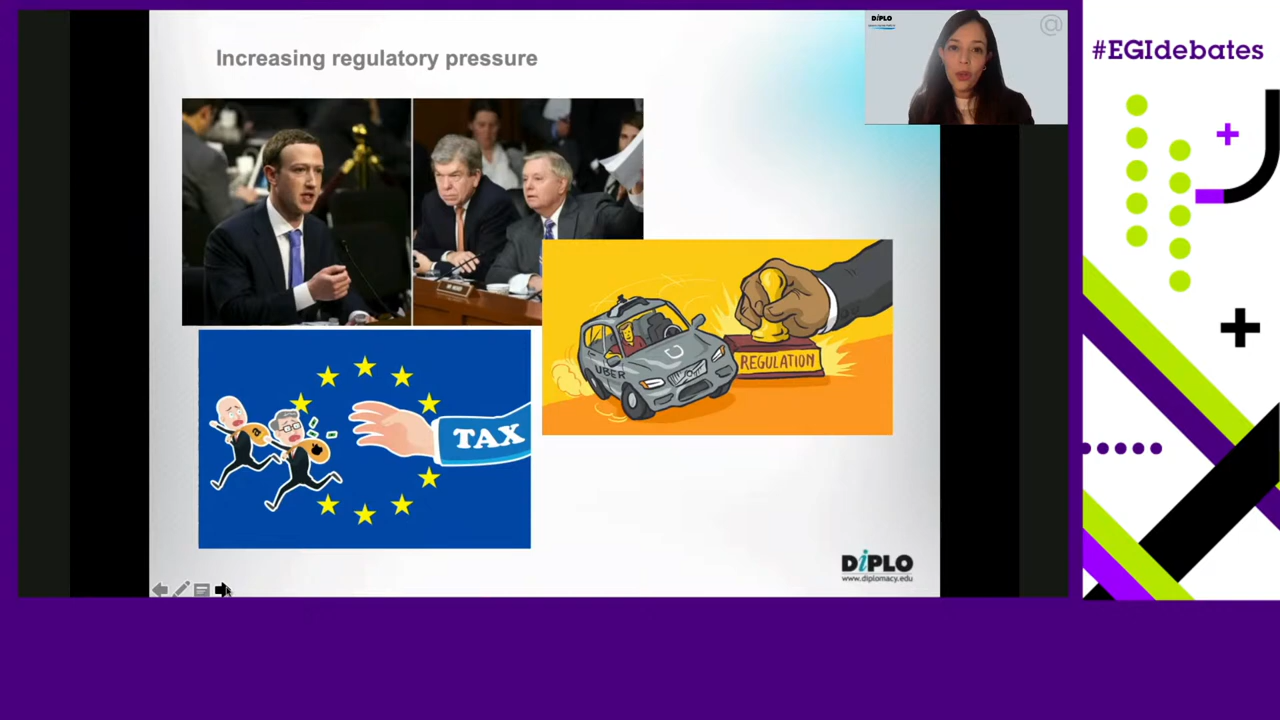 Increasing regulatory pressure
DiPLO
@
#EGIdebates
UBER
REGULATION
TAX
DiPLO
www.diplomacy.edu